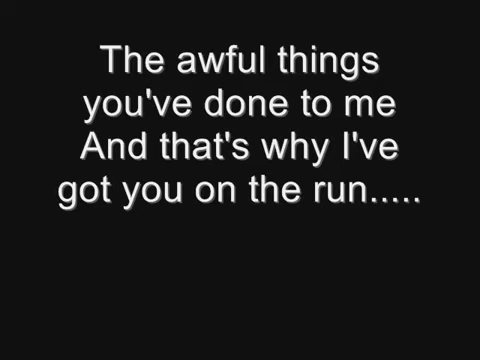 The awful things
you've done to me
And that's why I've
got you on the run.....